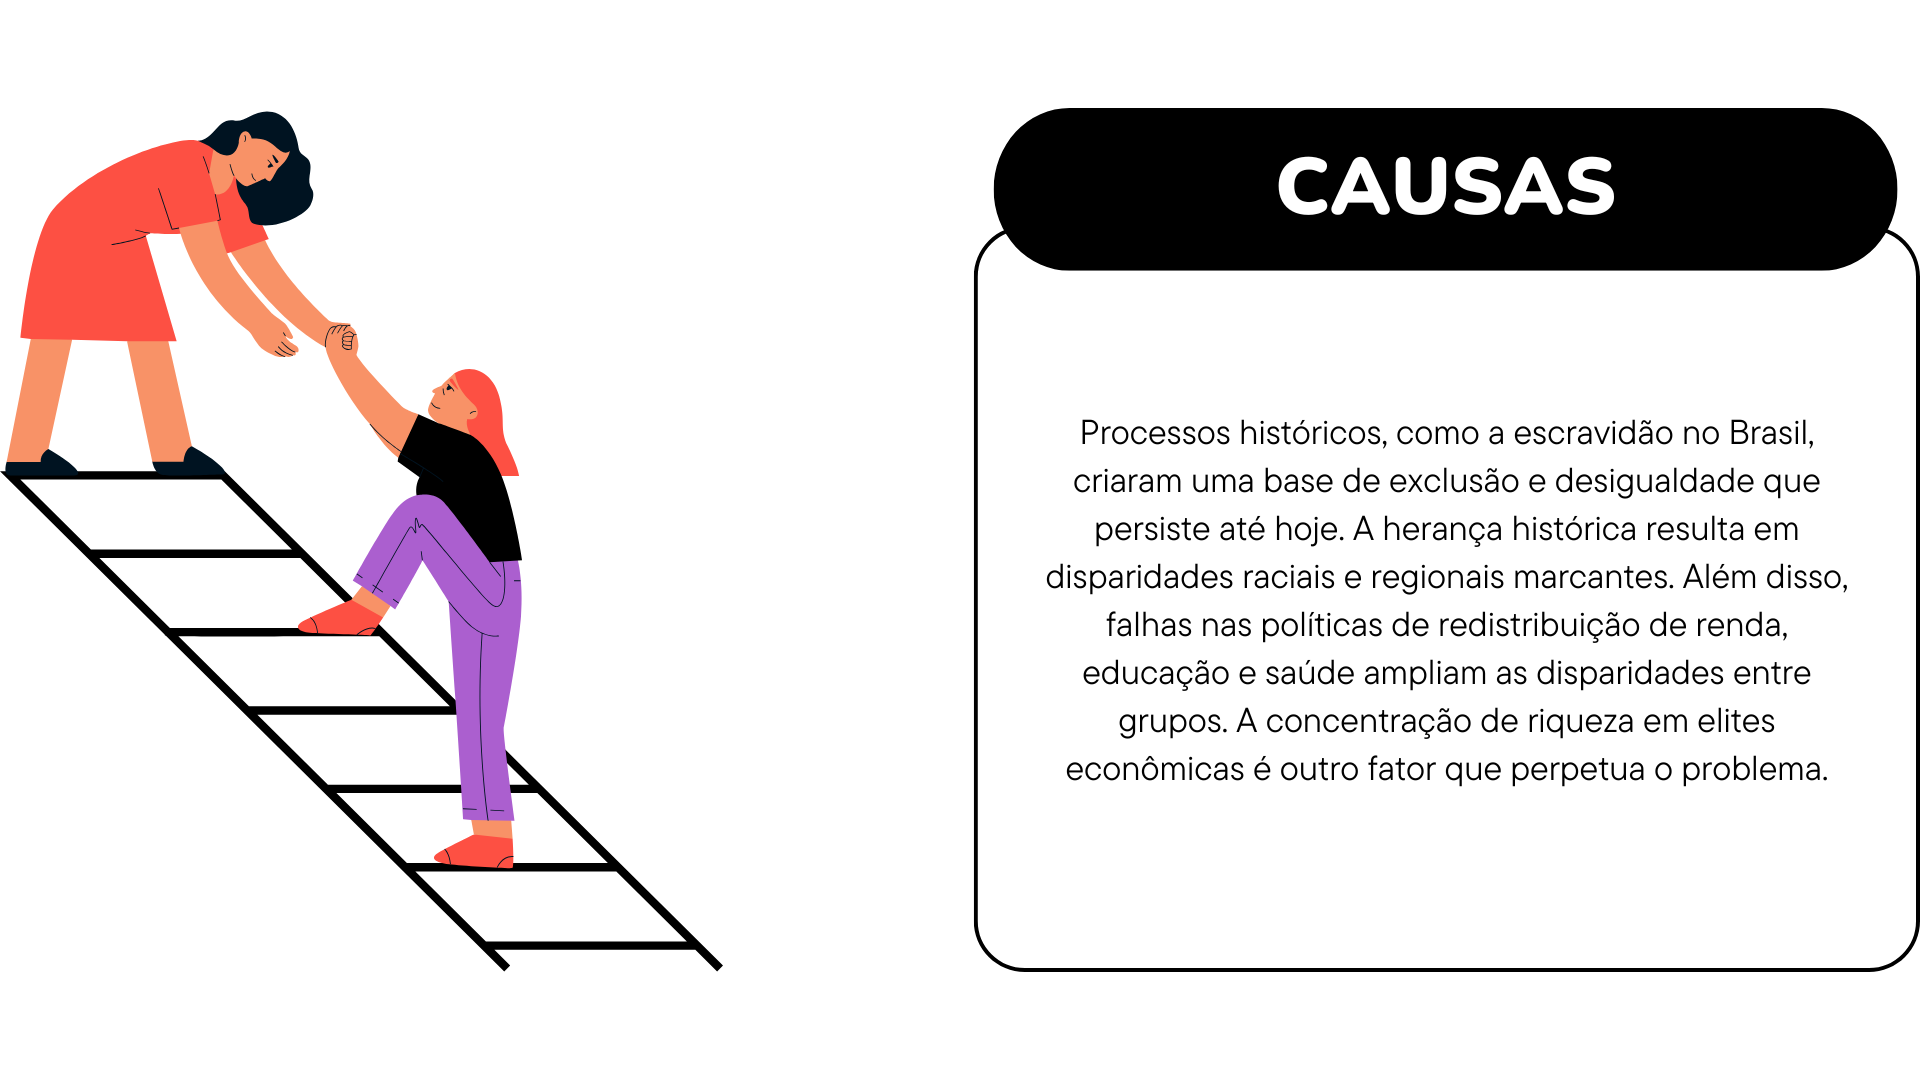 CAUSAS
Processos históricos, como a escravidão no Brasil,
criaram uma base de exclusão e desigualdade que
persiste até hoje. A herança histórica resulta em
disparidades raciais e regionais marcantes. Além disso,
falhas nas políticas de redistribuição de renda,
educação e saúde ampliam as disparidades entre
grupos. A concentração de riqueza em elites
econômicas é outro fator que perpetua o problema.